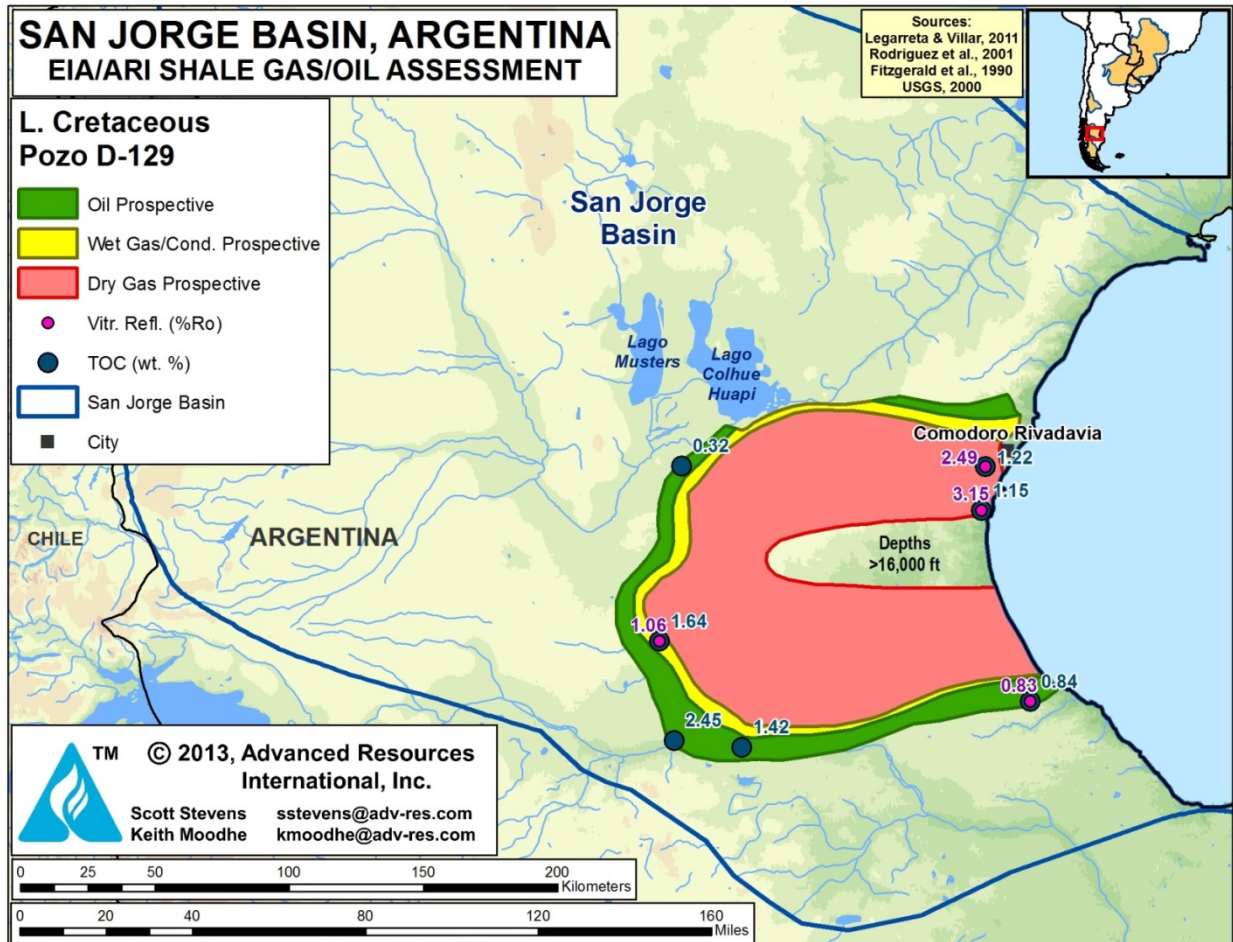 SAN JORGE BASIN, ARGENTINA
EIA/ARI SHALE GAS/OIL ASSESSMENT
Sources:
Legarreta & Villar, 2011
Rodriguez et al., 2001
Fitzgerald et al., 1990
USGS, 2000
L. Cretaceous
Pozo D-129
Oil Prospective
Wet Gas/Cond. Prospective
Dry Gas Prospective
Vitr. Refl. (%Ro)
TOC (wt. %)
San Jorge Basin
City
San Jorge
Basin
Lago
Musters
Lago
Colhue
Huapi
Comodoro Rivadavia
0.32
2.49 1.22
3.15 1.15
CHILE
ARGENTINA
Depths
>16,000 ft
1.06 1.64
0.83 0.84
2.45
1.42
TM
© 2013, Advanced Resources
International, Inc.
Scott Stevens sstevens@adv-res.com
Keith Moodhe kmoodhe@adv-res.com
0 25 50 100 150 200
Kilometers
0 20 40 80 120 160
Miles